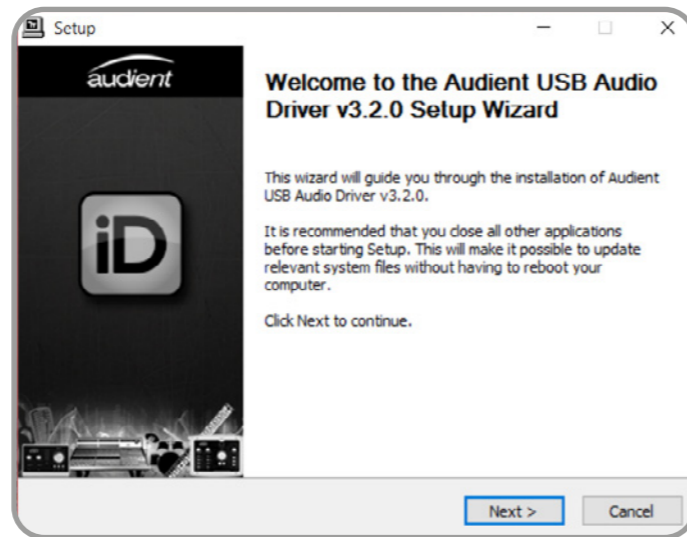 Setup
audient
Welcome to the Audient USB Audio
Driver v3.2.0 Setup Wizard
This wizard will guide you through the installation of Audient
USB Audio Driver v3.2.0.
It is recommended that you close all other applications
before starting Setup. This will make it possible to update
relevant system files without having to reboot your
computer.
Click Next to continue.
iD
Next >
Cancel